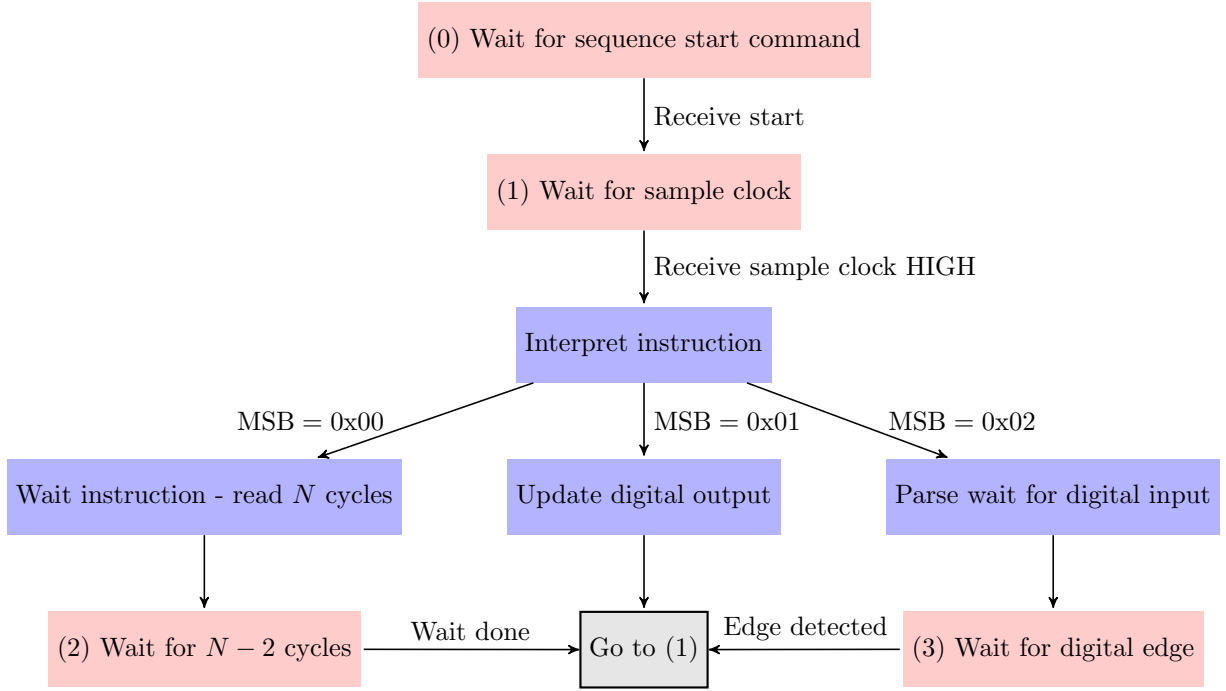 (0) Wait for sequence start command
Receive start
(1) Wait for sample clock
Receive sample clock HIGH
Interpret instruction
MSB = 0x00
MSB = 0x01
MSB = 0x02
Wait instruction - read N cycles
Update digital output
Parse wait for digital input
(2) Wait for N − 2 cycles
Wait done
Go to (1)
Edge detected
(3) Wait for digital edge